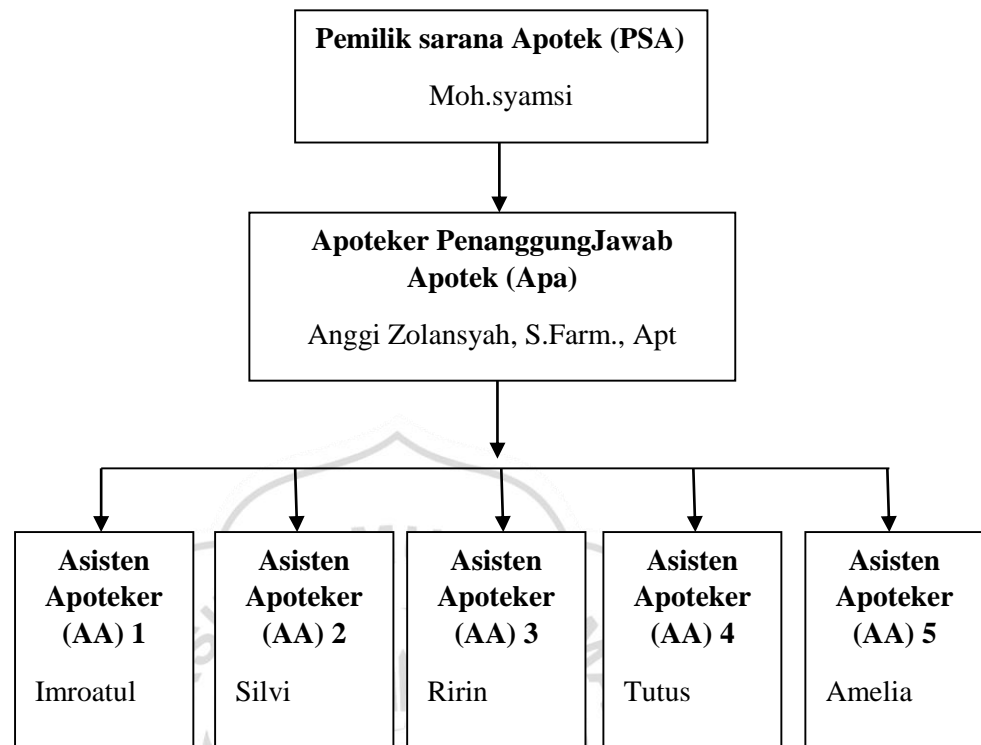 Pemilik sarana Apotek (PSA)
Moh.syamsi
Apoteker PenanggungJawab
Apotek (Apa)
Anggi Zolansyah, S.Farm., Apt
Asisten
Apoteker
(AA) 1
Imroatul
Asisten
Apoteker
(AA) 2
Silvi
Asisten
Apoteker
(AA) 3
Ririn
Asisten
Apoteker
(AA) 4
Tutus
Asisten
Apoteker
(AA) 5
Amelia